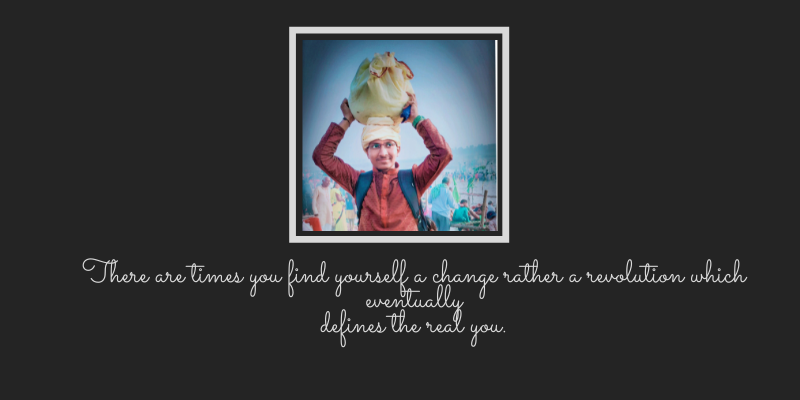 There are times you find yourself a change rather a revolution which
eventually
defines the real you.